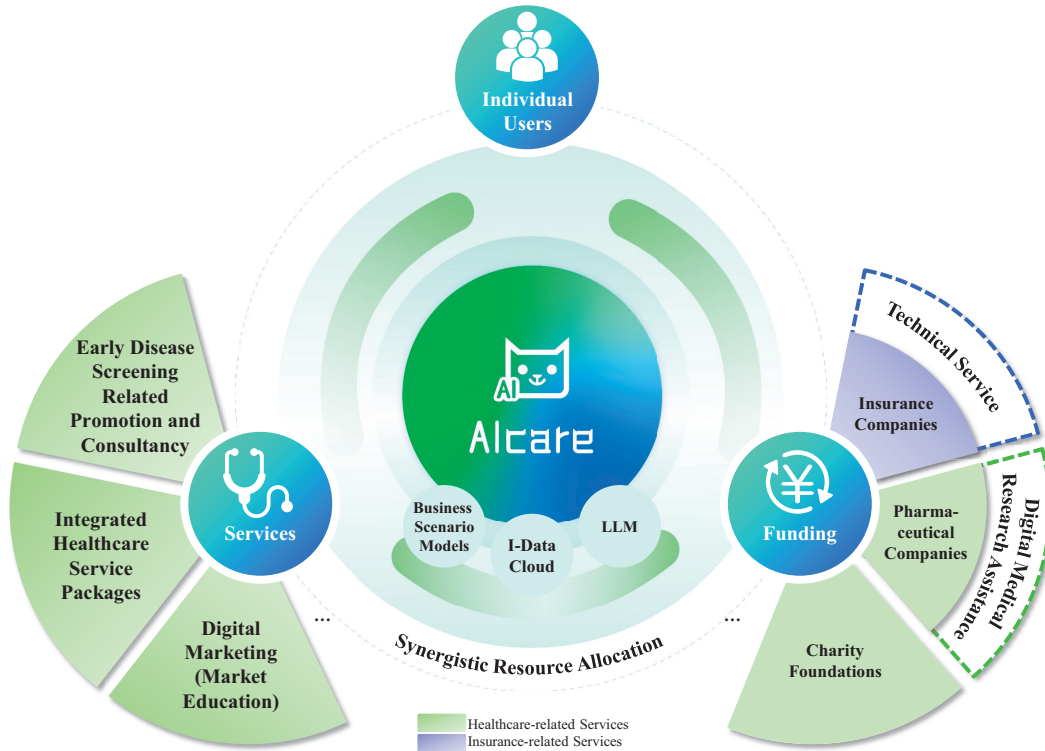 Individual
Users
Early Disease
Screening
Related
Promotion and
Consultancy
Integrated
Healthcare
Service
Packages
Digital
Marketing
(Market
Education)
Services
...
AI
AIcare
Business
Scenario
Models
I-Data
Cloud
LLM
Synergistic Resource Allocation
Funding
...
¥
Technical Service
Insurance
Companies
Pharma-
ceutical
Companies
Digital Medical
Research Assistance
Charity
Foundations
Healthcare-related Services
Insurance-related Services